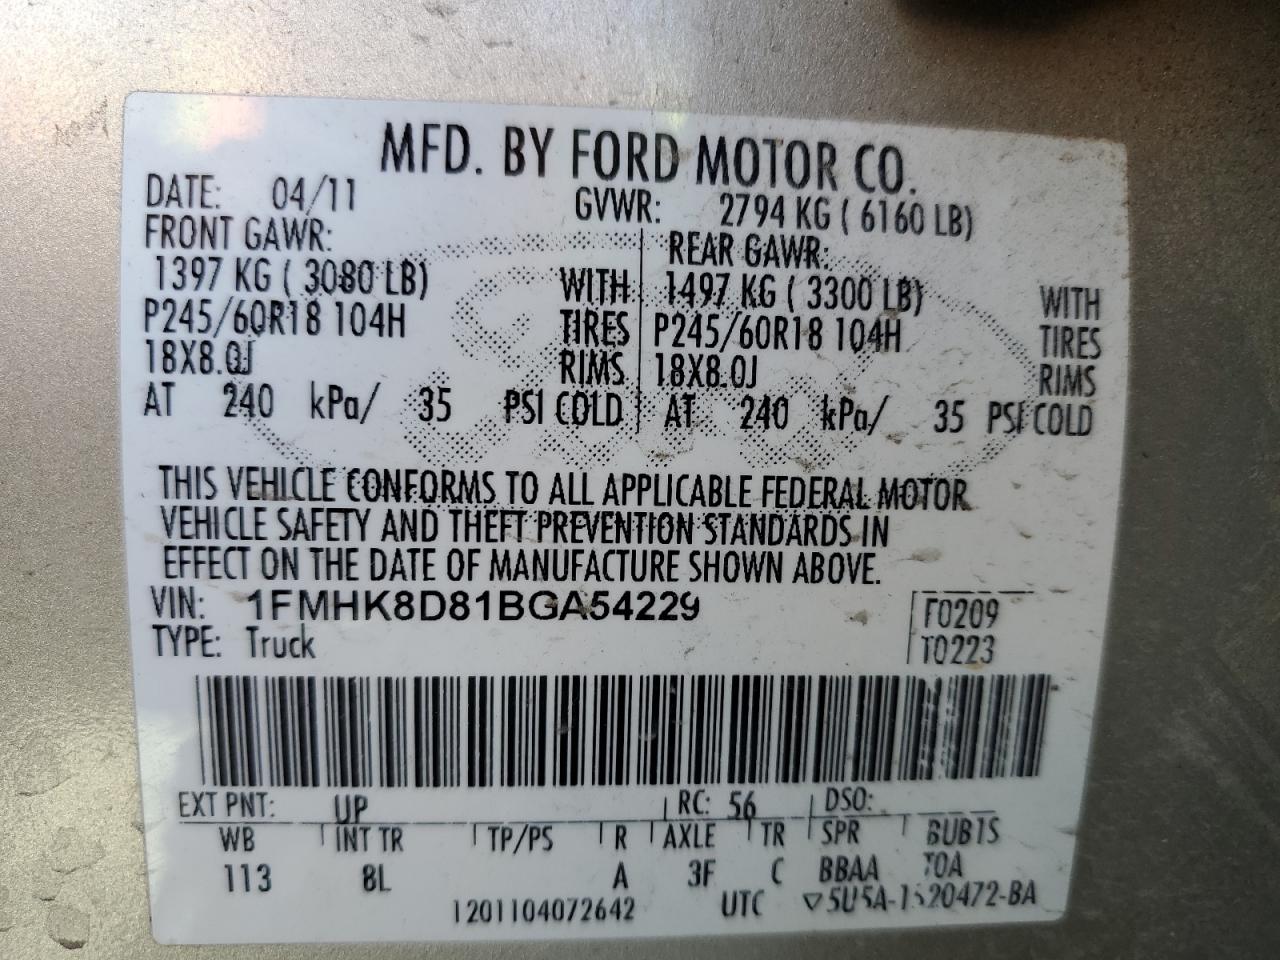 MFD. BY FORD MOTOR CO.
DATE: 04/11 GVWR: 2794 KG ( 6160 LB)
FRONT GAWR: REAR GAWR:
1397 KG ( 3080 LB) WITH 1497 KG ( 3300 LB) WITH
P245/60R18 104H TIRES P245/60R18 104H TIRES
18X8.0J RIMS 18X8.0J RIMS
AT 240 kPa/ 35 PSI COLD AT 240 kPa/ 35 PSI COLD
THIS VEHICLE CONFORMS TO ALL APPLICABLE FEDERAL MOTOR
VEHICLE SAFETY AND THEFT PREVENTION STANDARDS IN
EFFECT ON THE DATE OF MANUFACTURE SHOWN ABOVE.
VIN: 1FMHK8D81BGA54229 F0209
TYPE: Truck T0223
EXT PNT: UP RC: 56 DSO:
WB INT TR TP/PS R AXLE TR SPR
113 8L A 3F C BBAA
1201104072642 UTC